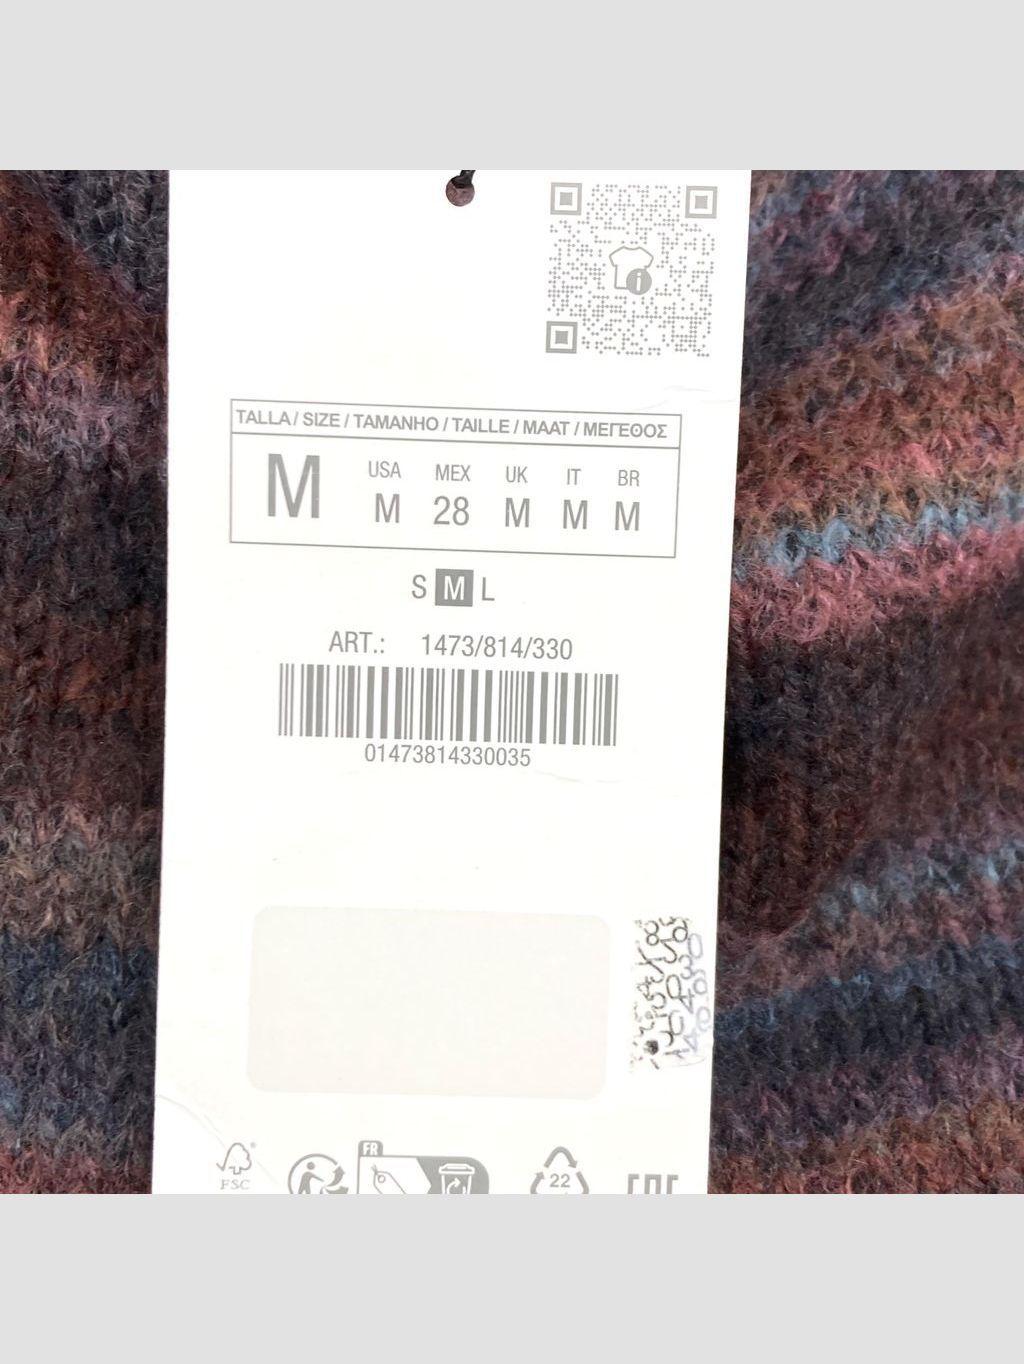 TALLA / SIZE / TAMANHO / TAILLE / MAAT / ΜΕΓΕΘΟΣ
M
USA MEX UK IT BR
M 28 M M M
S M L
ART.: 1473/814/330
01473814330035
FSC
FR
22